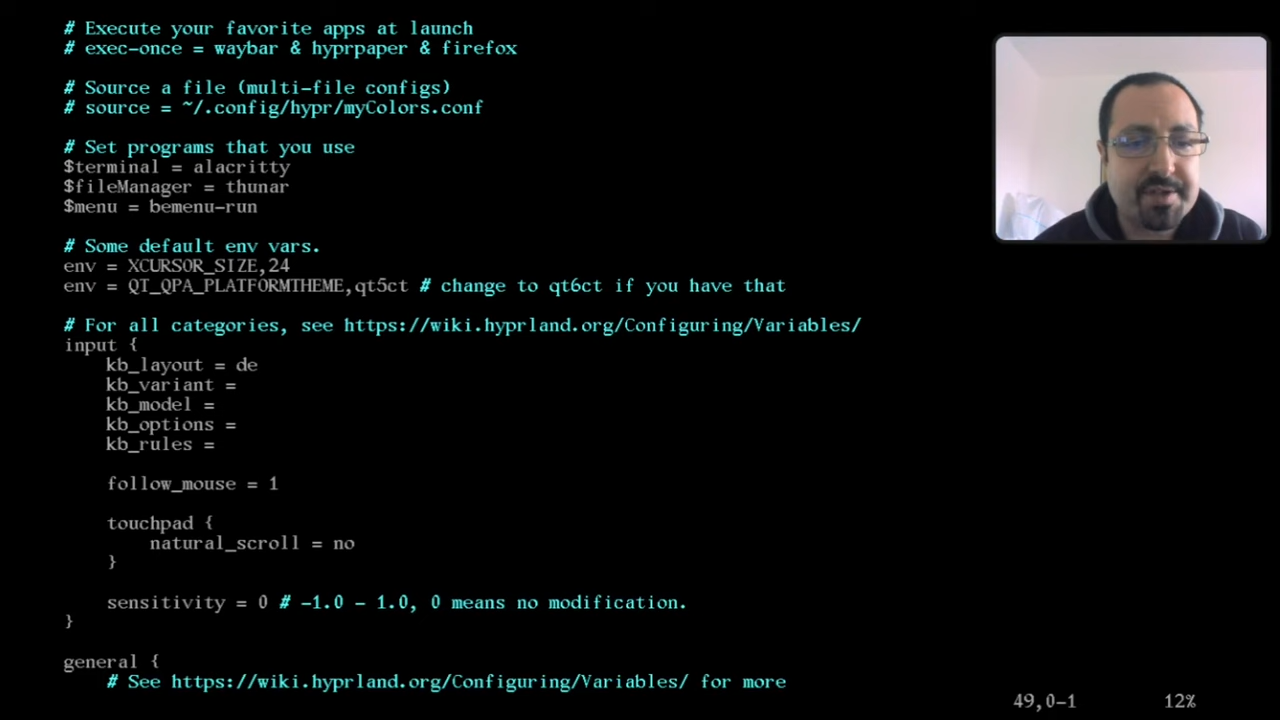 # Execute your favorite apps at launch
# exec-once = waybar & hyprpaper & firefox
# Source a file (multi-file configs)
# source = ~/.config/hypr/myColors.conf
# Set programs that you use
$terminal = alacritty
$fileManager = thunar
$menu = bemenu-run
# Some default env vars.
env = XCURSOR_SIZE,24
env = QT_QPA_PLATFORMTHEME,qt5ct # change to qt6ct if you have that
# For all categories, see https://wiki.hyprland.org/Configuring/Variables/
input {
    kb_layout = de
    kb_variant =
    kb_model =
    kb_options =
    kb_rules =
    follow_mouse = 1
    touchpad {
        natural_scroll = no
    }
    sensitivity = 0 # -1.0 - 1.0, 0 means no modification.
}
general {
    # See https://wiki.hyprland.org/Configuring/Variables/ for more
49,0-1 12%